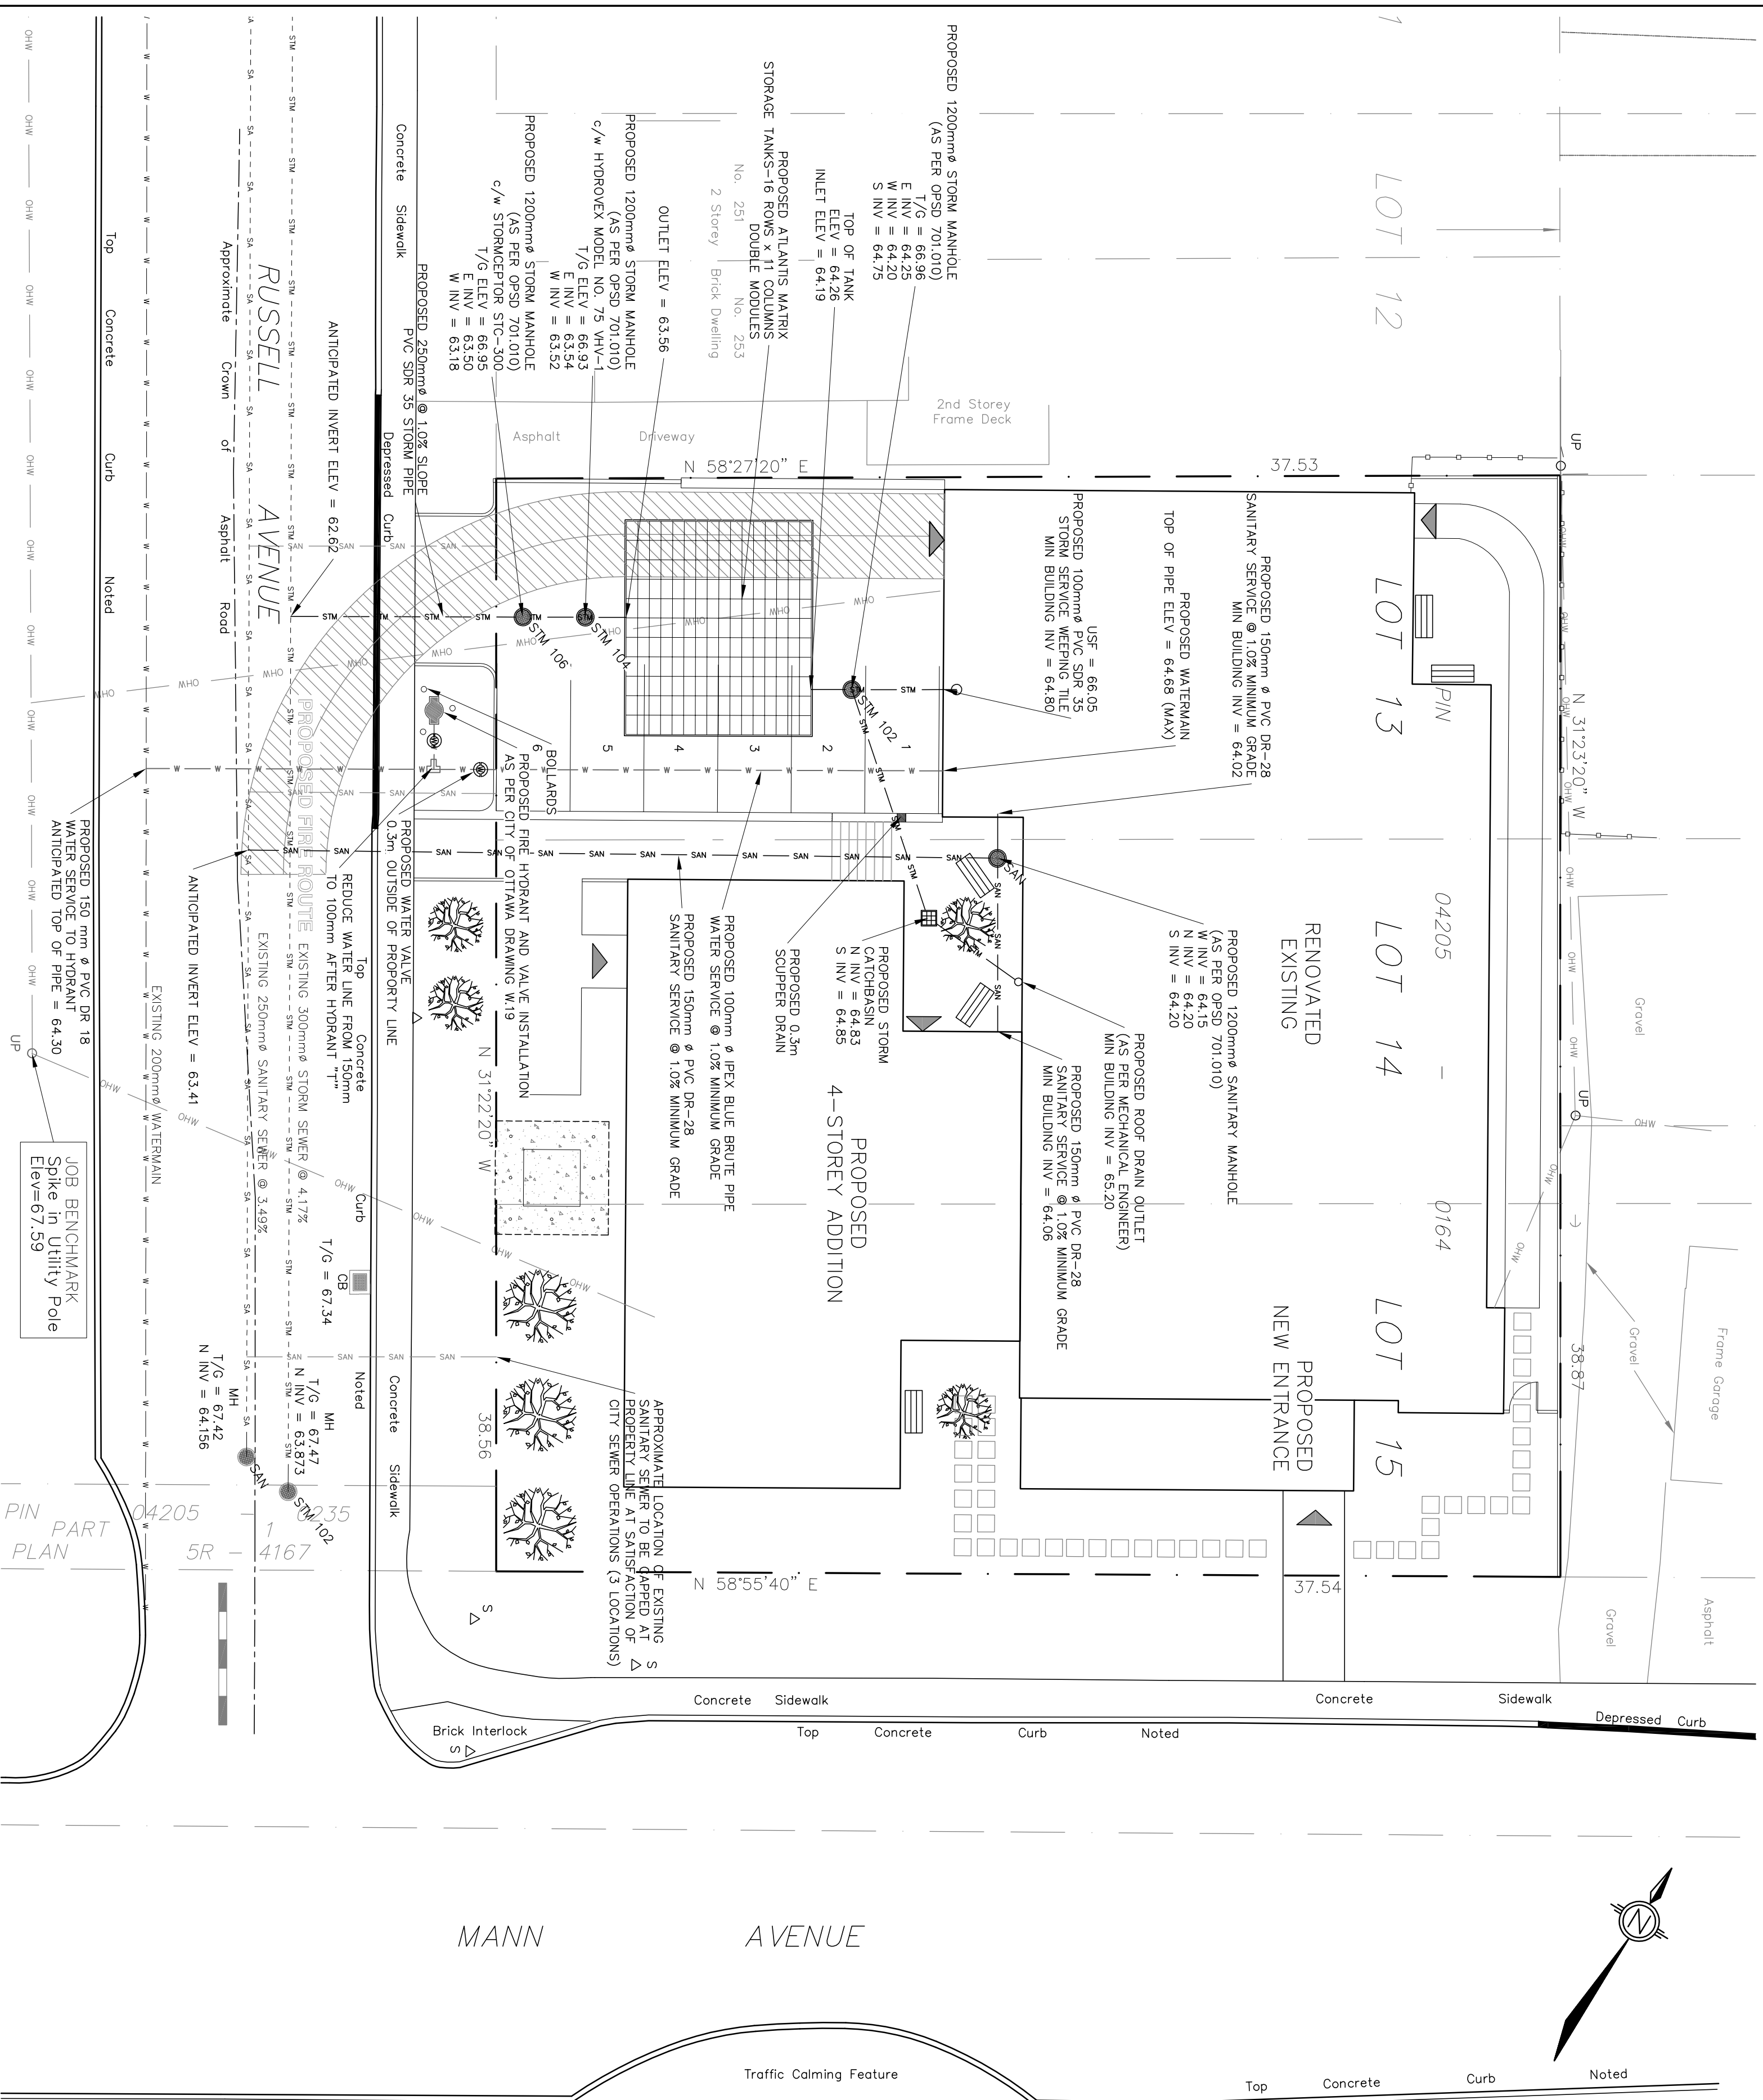 PROPOSED 1200mmø STORM MANHOLE
(AS PER OPSD 701.010)
T/G = 66.96
E INV = 64.25
W INV = 64.20
S INV = 64.75
TOP OF TANK
ELEV = 64.26
INLET ELEV = 64.19
PROPOSED ATLANTIS MATRIX
STORAGE TANKS-16 ROWS x 11 COLUMNS
DOUBLE MODULES
No. 251 No. 253
2 Storey Brick Dwelling
OUTLET ELEV = 63.56
PROPOSED 1200mmø STORM MANHOLE
(AS PER OPSD 701.010)
c/w HYDROVEX MODEL NO. 75 VHV-1
T/G ELEV = 66.93
E INV = 63.54
W INV = 63.52
PROPOSED 1200mmø STORM MANHOLE
(AS PER OPSD 701.010)
c/w STORMCEPTOR STC-300
T/G ELEV = 66.95
E INV = 63.50
W INV = 63.18
PROPOSED 250mmø @ 1.0% SLOPE
PVC SDR 35 STORM PIPE
ANTICIPATED INVERT ELEV = 62.62
Concrete Sidewalk
Depressed Curb
RUSSELL AVENUE
Approximate Crown of Asphalt Road
Top Concrete Curb Noted
LOT 12
2nd Storey
Frame Deck
Asphalt Driveway
N 58°27'20" E
37.53
UP
SANITARY SERVICE @ 1.0% MINIMUM GRADE
PROPOSED 150mm ø PVC DR-28
MIN BUILDING INV = 64.02
PROPOSED WATERMAIN
TOP OF PIPE ELEV = 64.68 (MAX)
USF = 66.05
PROPOSED 100mmø PVC SDR 35
STORM SERVICE WEEPING TILE
MIN BUILDING INV = 64.80
LOT 13
LOT 14
LOT 15
PIN 04205 - 0164
N 31°23'20" W
38.87
STM 106
STM 104
STM 102
1
2
3
4
5
6
BOLLARDS
PROPOSED FIRE HYDRANT AND VALVE INSTALLATION
AS PER CITY OF OTTAWA DRAWING W.19
PROPOSED WATER VALVE
0.3m OUTSIDE OF PROPORTY LINE
REDUCE WATER LINE FROM 150mm
TO 100mm AFTER HYDRANT "T"
PROPOSED FIRE ROUTE
EXISTING 300mmø STORM SEWER @ 4.17%
EXISTING 250mmø SANITARY SEWER @ 3.49%
ANTICIPATED INVERT ELEV = 63.41
EXISTING 200mmø WATERMAIN
PROPOSED 150 mm ø PVC DR 18
WATER SERVICE TO HYDRANT
ANTICIPATED TOP OF PIPE = 64.30
UP
JOB BENCHMARK
Spike in Utility Pole
Elev=67.59
Top Concrete Curb Noted
Concrete Sidewalk
CB
T/G = 67.34
MH
T/G = 67.47
N INV = 63.873
MH
T/G = 67.42
N INV = 64.156
SAN
STM 102
N 31°22'20" W
38.56
PROPOSED 150mm ø PVC DR-28
SANITARY SERVICE @ 1.0% MINIMUM GRADE
PROPOSED 100mm ø IPEX BLUE BRUTE PIPE
WATER SERVICE @ 1.0% MINIMUM GRADE
PROPOSED 0.3m
SCUPPER DRAIN
PROPOSED STORM
CATCHBASIN
N INV = 64.83
S INV = 64.85
PROPOSED
4-STOREY ADDITION
SAN
PROPOSED 1200mmø SANITARY MANHOLE
(AS PER OPSD 701.010)
W INV = 64.15
N INV = 64.20
S INV = 64.20
PROPOSED ROOF DRAIN OUTLET
(AS PER MECHANICAL ENGINEER)
MIN BUILDING INV = 65.20
PROPOSED 150mm ø PVC DR-28
SANITARY SERVICE @ 1.0% MINIMUM GRADE
MIN BUILDING INV = 64.06
RENOVATED
EXISTING
PROPOSED
NEW ENTRANCE
APPROXIMATE LOCATION OF EXISTING
SANITARY SEWER TO BE CAPPED AT
PROPERTY LINE AT SATISFACTION OF
CITY SEWER OPERATIONS (3 LOCATIONS)
N 58°55'40" E
37.54
UP
Gravel
Gravel
Frame Garage
Gravel
Asphalt
PIN 04205 - 0235
PART 1
PLAN 5R - 4167
S
S
S
Brick Interlock
Concrete Sidewalk
Concrete Sidewalk
Top Concrete Curb Noted
Depressed Curb
MANN AVENUE
N
Traffic Calming Feature
Top Concrete Curb Noted